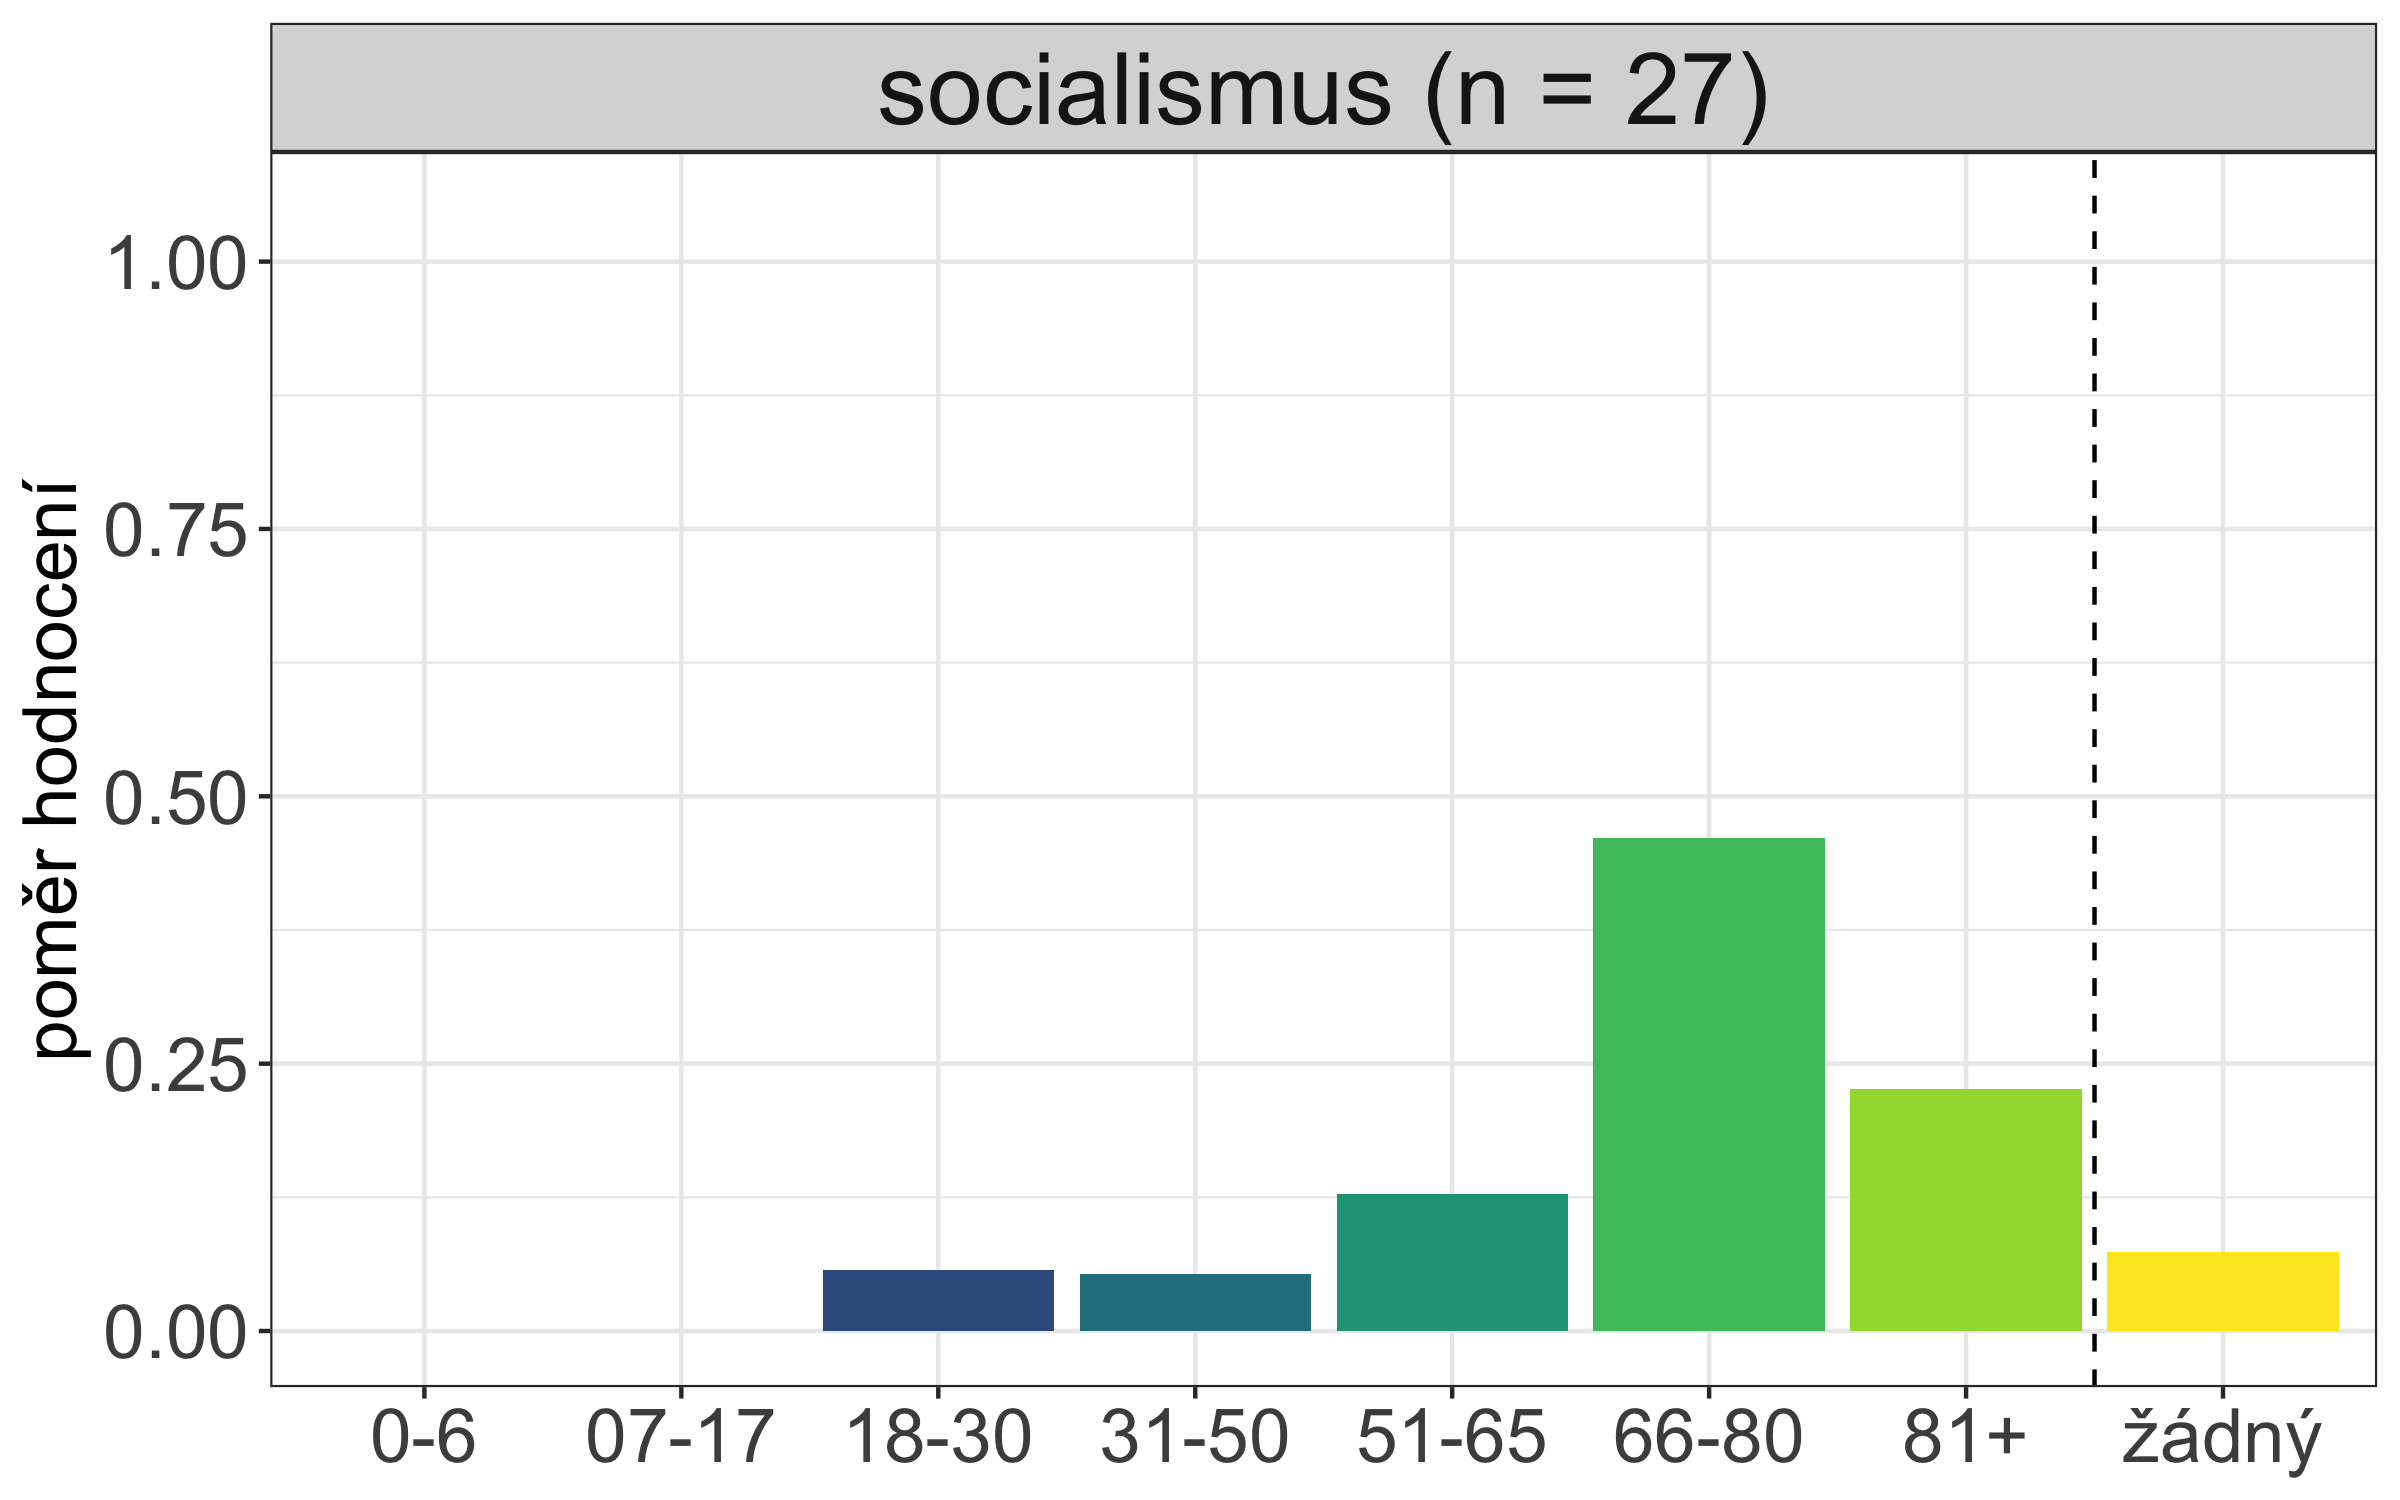 socialismus (n = 27)
poměr hodnocení
1.00
0.75
0.50
0.25
0.00
0-6 07-17 18-30 31-50 51-65 66-80 81+ žádný